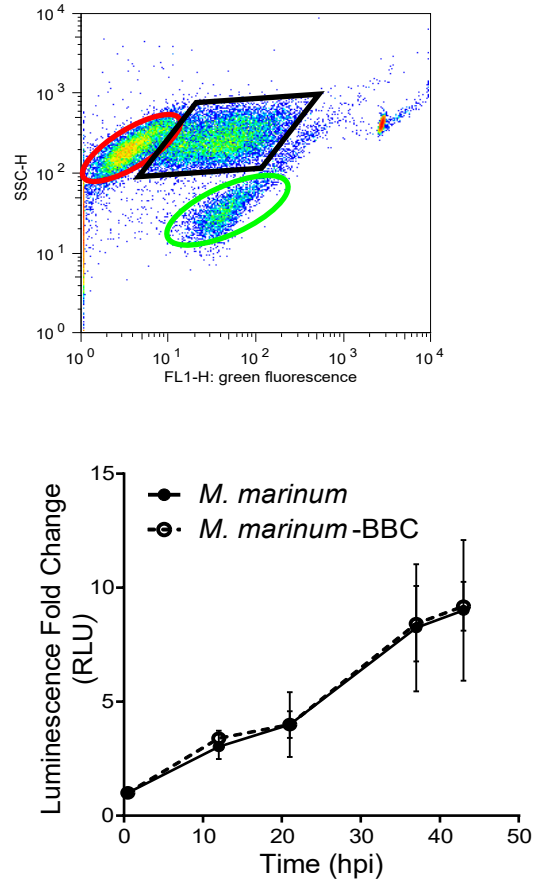 SSC-H
10^3
10^2
10^1
10^0
10^0 10^1 10^2 10^3 10^4
FL1-H: green fluorescence
Luminescence Fold Change
(RLU)
15
10
5
0
M. marinum
M. marinum-BBC
0 10 20 30 40 50
Time (hpi)